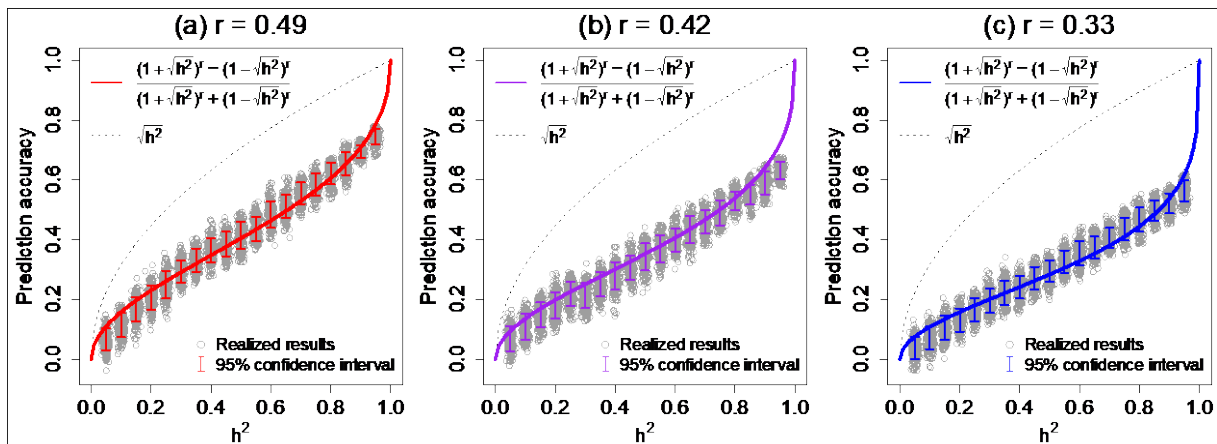 (a) r = 0.49
Prediction accuracy
1.0
0.8
0.6
0.4
0.2
0.0
(1+√h²)ʳ − (1−√h²)ʳ
(1+√h²)ʳ + (1−√h²)ʳ
√h²
Realized results
95% confidence interval
0.0 0.2 0.4 0.6 0.8 1.0
h²
(b) r = 0.42
Prediction accuracy
1.0
0.8
0.6
0.4
0.2
0.0
(1+√h²)ʳ − (1−√h²)ʳ
(1+√h²)ʳ + (1−√h²)ʳ
√h²
Realized results
95% confidence interval
0.0 0.2 0.4 0.6 0.8 1.0
h²
(c) r = 0.33
Prediction accuracy
1.0
0.8
0.6
0.4
0.2
0.0
(1+√h²)ʳ − (1−√h²)ʳ
(1+√h²)ʳ + (1−√h²)ʳ
√h²
Realized results
95% confidence interval
0.0 0.2 0.4 0.6 0.8 1.0
h²